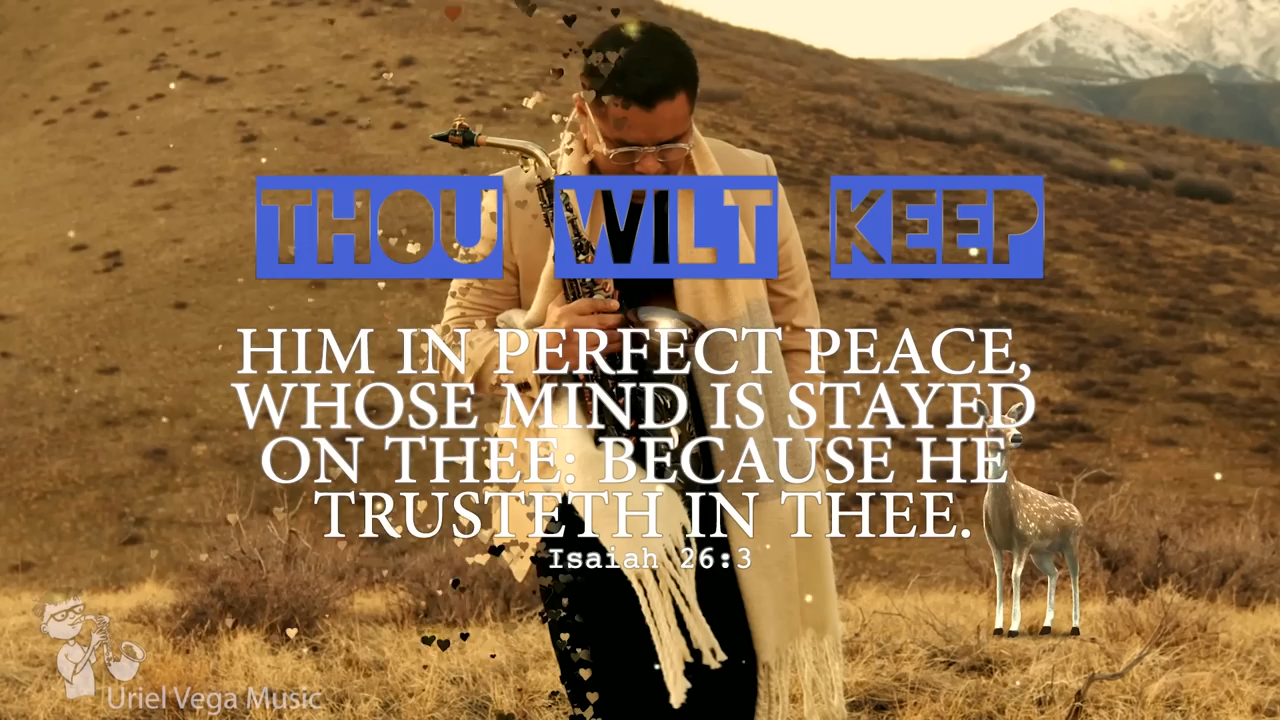 THOU WILT KEEP
HIM IN PERFECT PEACE,
WHOSE MIND IS STAYED
ON THEE: BECAUSE HE
TRUSTETH IN THEE.
Isaiah 26:3
Uriel Vega Music